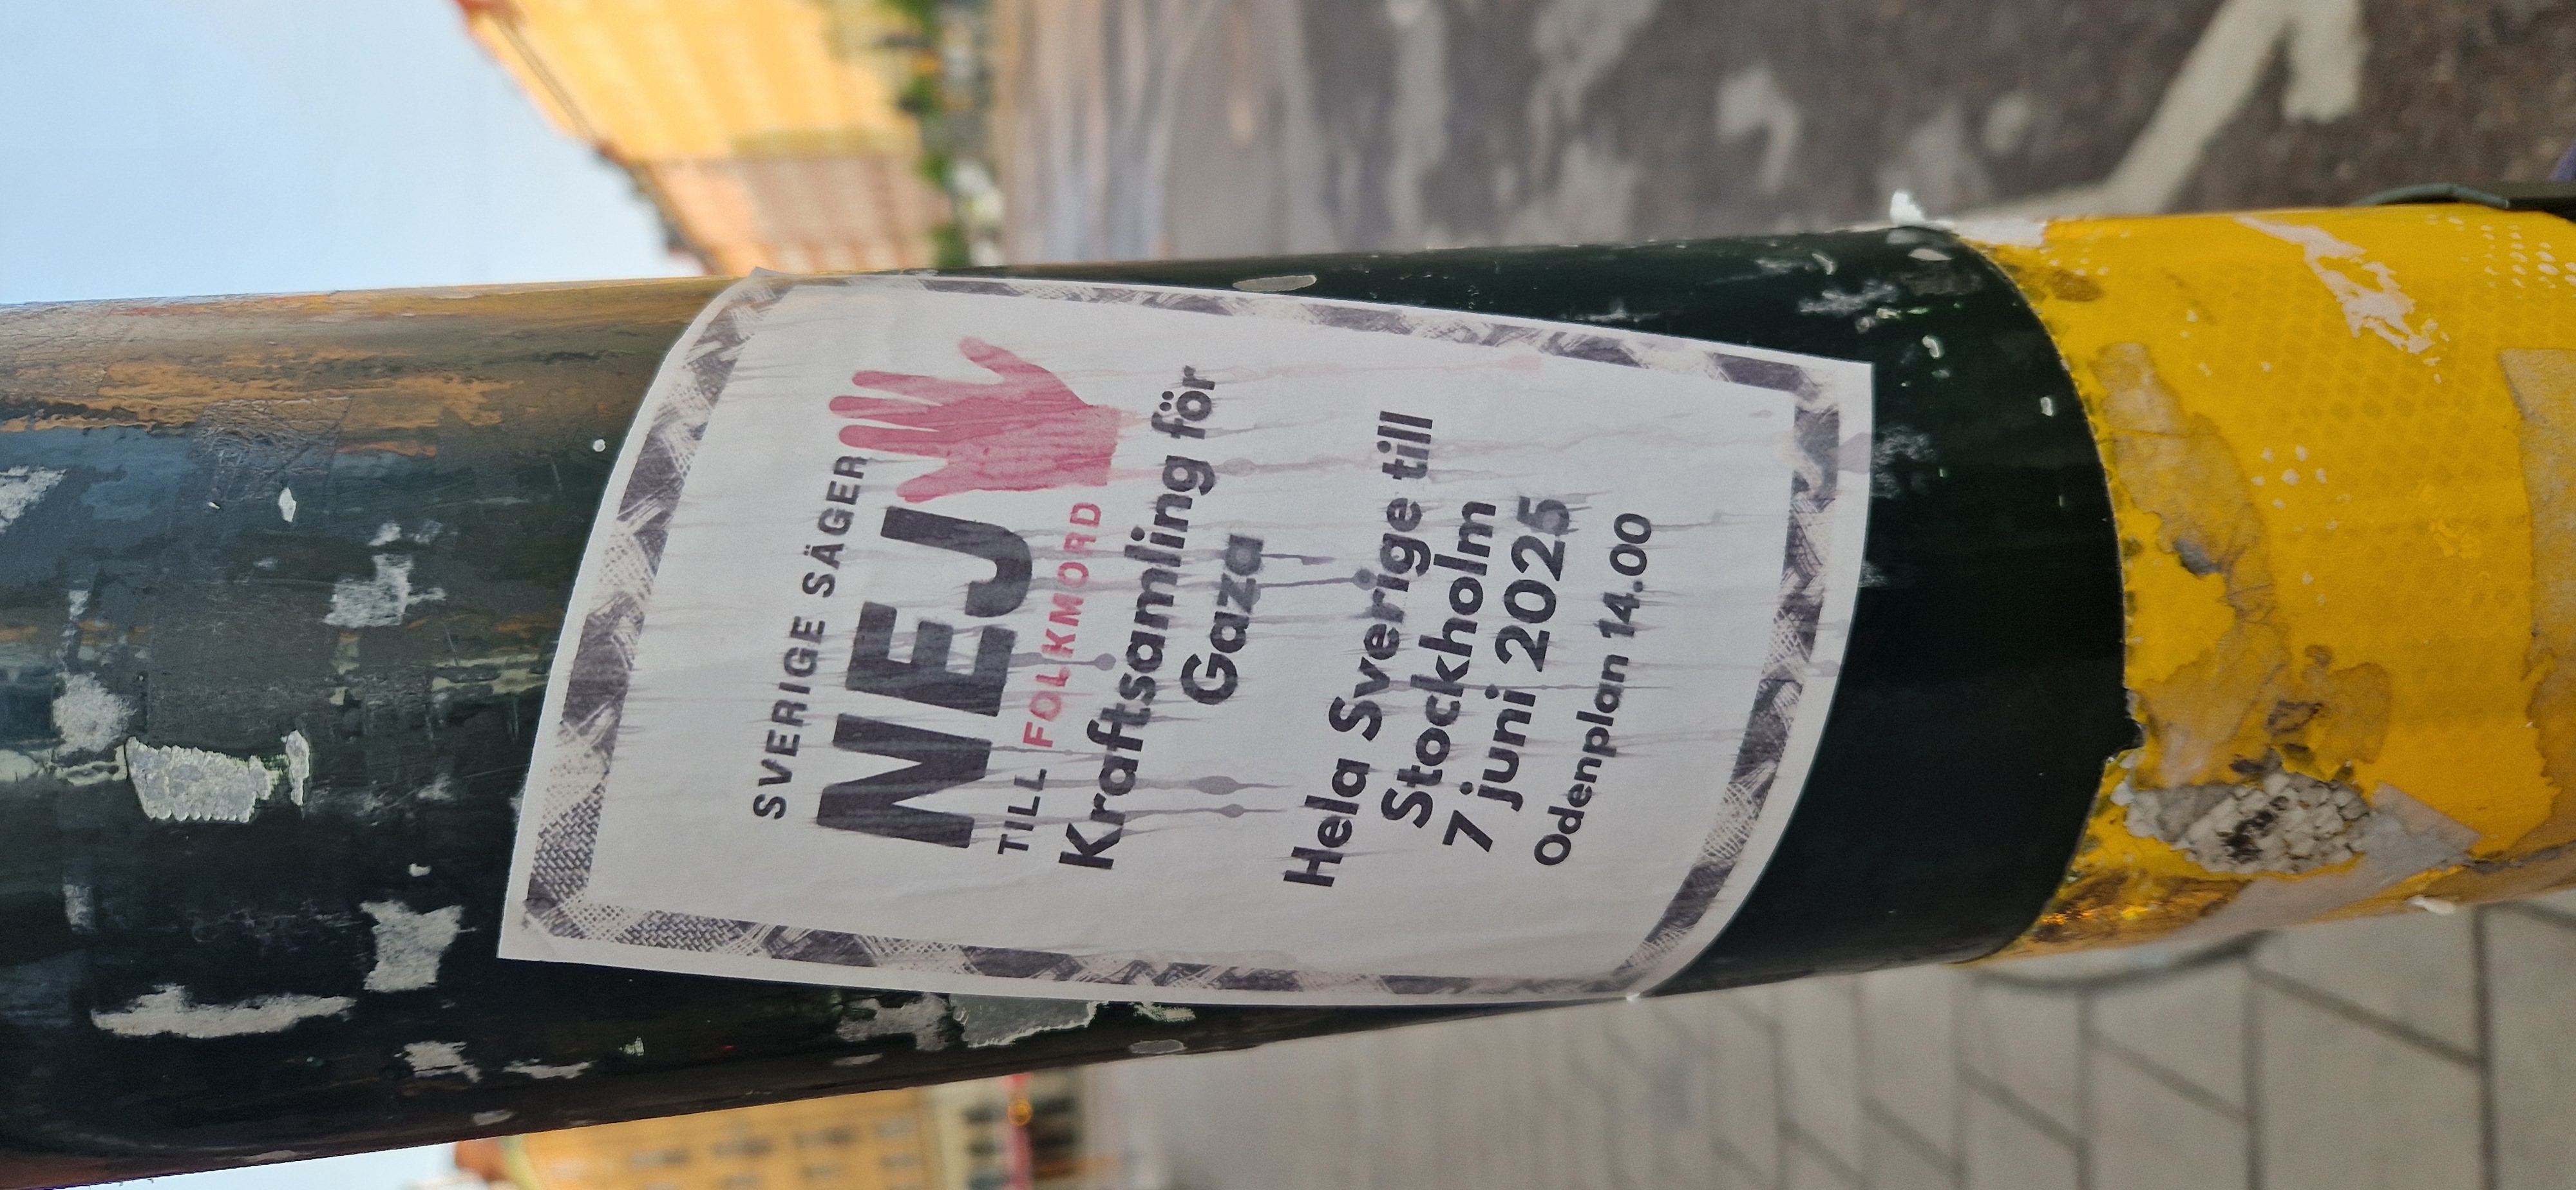 SVERIGE SÄGER
NEJ
TILL FOLKMORD
Kraftsamling för
Gaza
Hela Sverige till
Stockholm
7 juni 2025
Odenplan 14.00